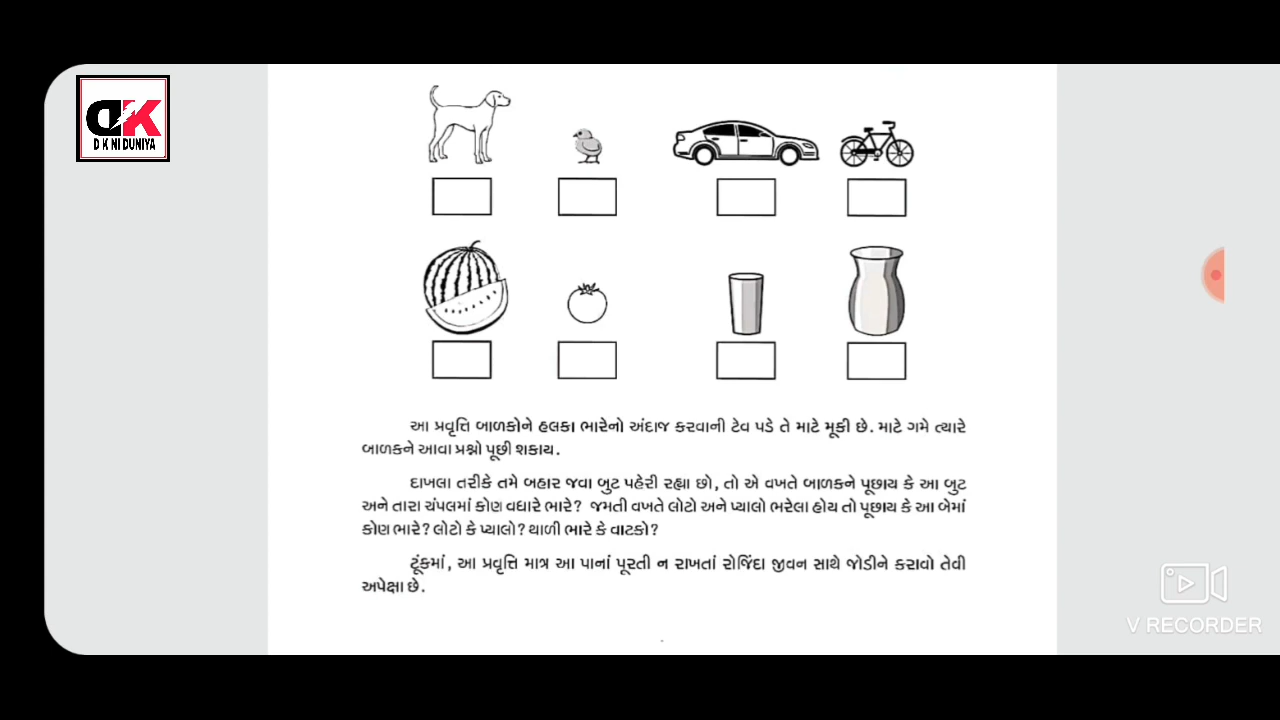 DK
D K NI DUNIYA
આ પ્રવૃત્તિ બાળકોને હલકા ભારેનો અંદાજ કરવાની ટેવ પડે તે માટે મૂકી છે. માટે ગમે ત્યારે
બાળકને આવા પ્રશ્નો પૂછી શકાય.
દાખલા તરીકે તમે બહાર જવા બુટ પહેરી રહ્યા છો, તો એ વખતે બાળકને પૂછાય કે આ બુટ
અને તારા ચંપલમાં કોણ વધારે ભારે? જમતી વખતે લોટો અને પ્યાલો ભરેલા હોય તો પૂછાય કે આ બેમાં
કોણ ભારે? લોટો કે પ્યાલો? થાળી ભારે કે વાટકો?
ટૂંકમાં, આ પ્રવૃત્તિ માત્ર આ પાનાં પૂરતી ન રાખતાં રોજિંદા જીવન સાથે જોડીને કરાવો તેવી
અપેક્ષા છે.
V RECORDER